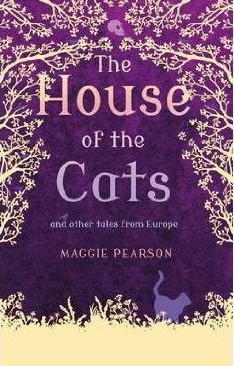 The
House
of the
Cats
and other tales from Europe
MAGGIE PEARSON